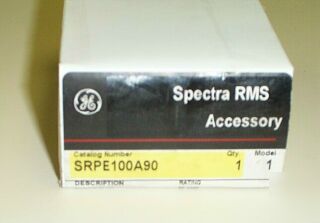 GE
Spectra RMS
Accessory
Catalog Number Qty Model
SRPE100A90 1 1
DESCRIPTION RATING